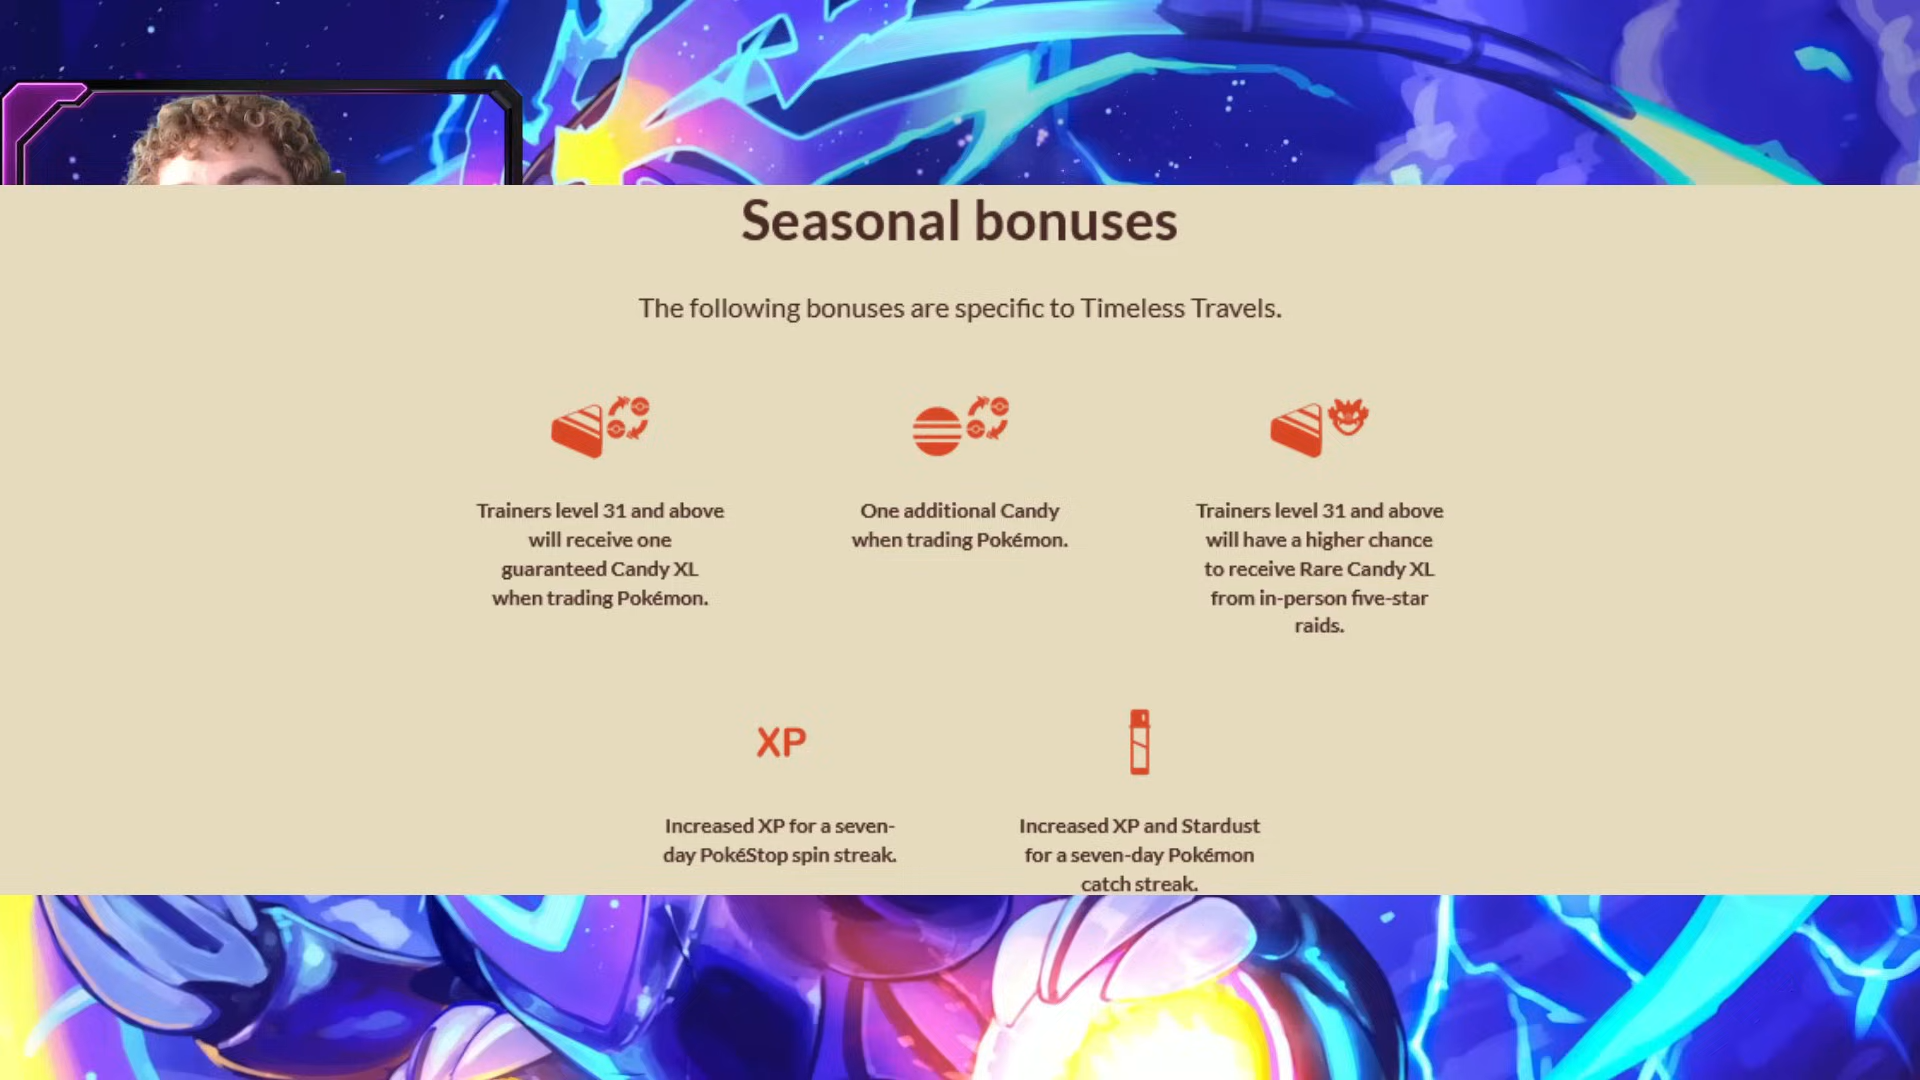 Seasonal bonuses
The following bonuses are specific to Timeless Travels.
Trainers level 31 and above
will receive one
guaranteed Candy XL
when trading Pokémon.
One additional Candy
when trading Pokémon.
Trainers level 31 and above
will have a higher chance
to receive Rare Candy XL
from in-person five-star
raids.
XP
Increased XP for a seven-
day PokéStop spin streak.
Increased XP and Stardust
for a seven-day Pokémon
catch streak.